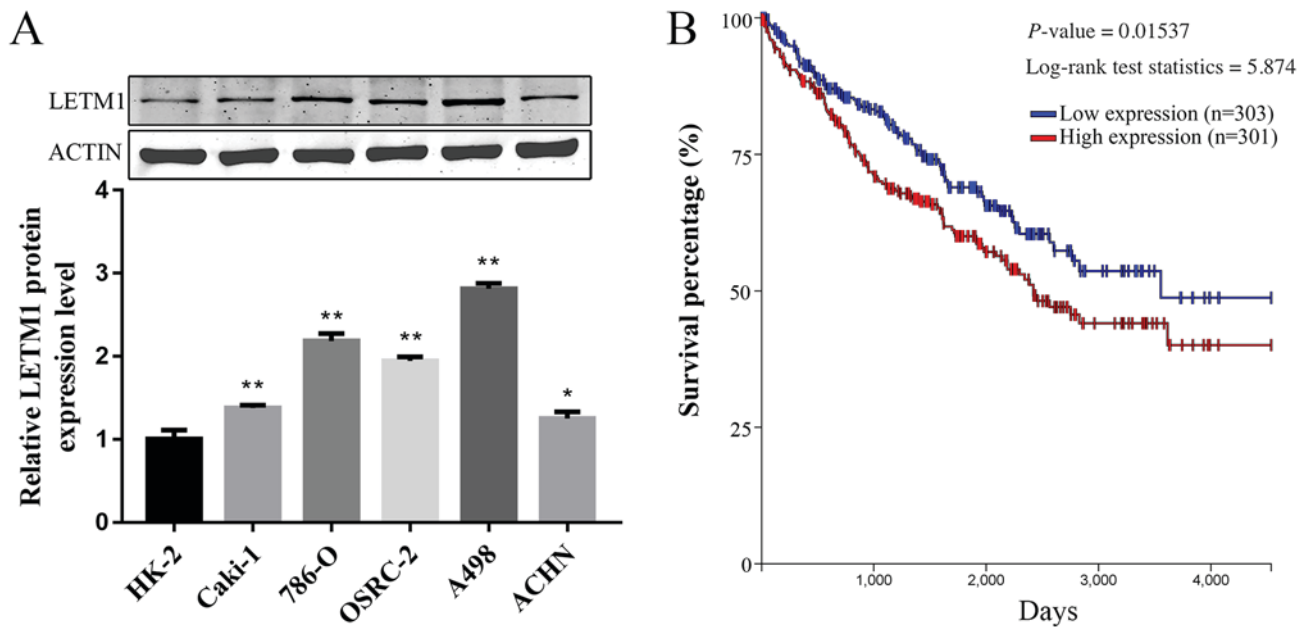 A
LETM1
ACTIN
Relative LETM1 protein
expression level
4
3
2
1
0
**
**
**
**
*
HK-2
Caki-1
786-O
OSRC-2
A498
ACHN
B
P-value = 0.01537
Log-rank test statistics = 5.874
Low expression (n=303)
High expression (n=301)
Survival percentage (%)
100
75
50
25
0
1,000
2,000
3,000
4,000
Days